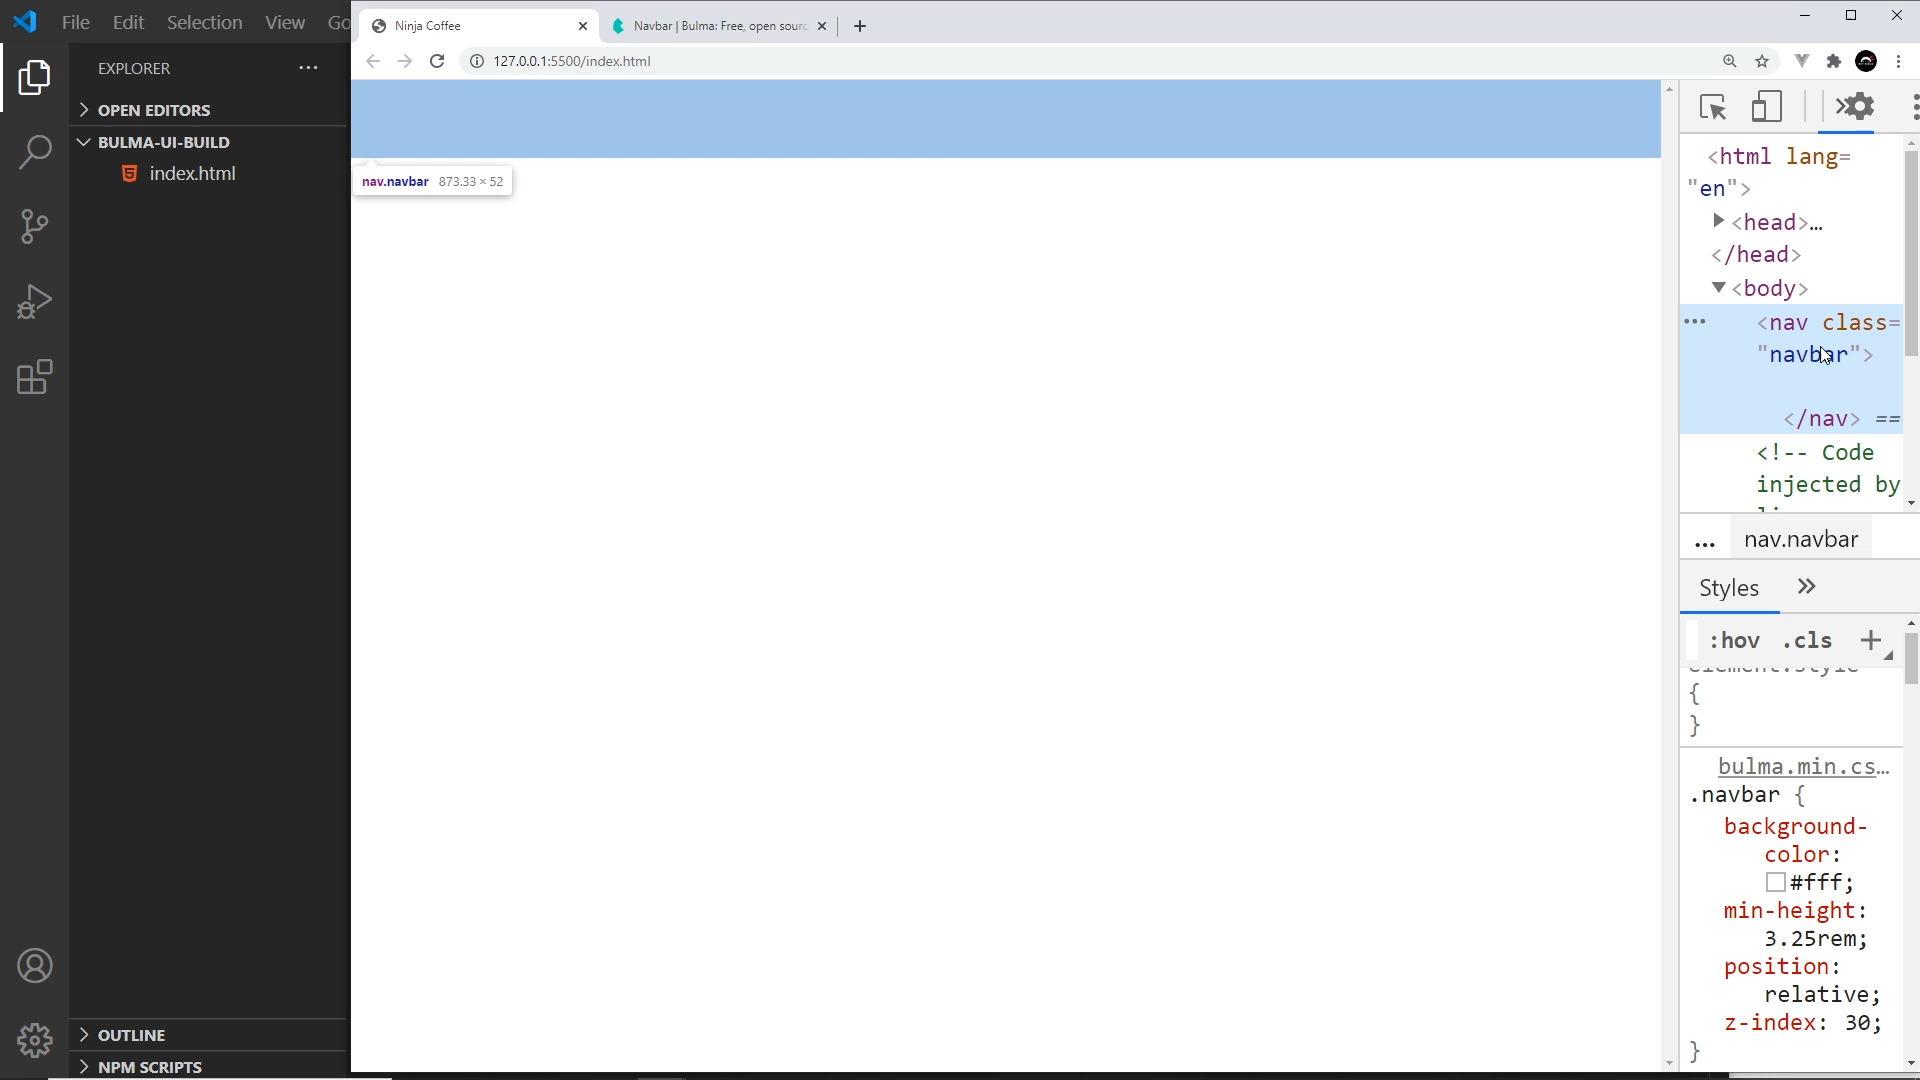 File Edit Selection View Go
EXPLORER
OPEN EDITORS
BULMA-UI-BUILD
index.html
OUTLINE
NPM SCRIPTS
Ninja Coffee
Navbar | Bulma: Free, open sour
127.0.0.1:5500/index.html
nav.navbar 873.33 × 52
<html lang=
"en">
<head>…
</head>
<body>
<nav class=
"navbar">
</nav> ==
<!-- Code
injected by
... nav.navbar
Styles
:hov .cls
element.style
{
}
bulma.min.cs…
.navbar {
background-
color:
#fff;
min-height:
3.25rem;
position:
relative;
z-index: 30;
}